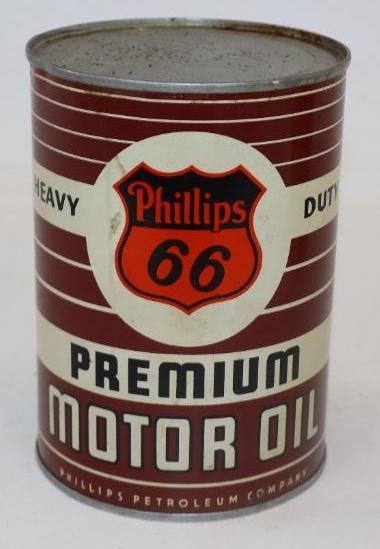 HEAVY DUTY
Phillips
66
PREMIUM
MOTOR OIL
PHILLIPS PETROLEUM COMPANY